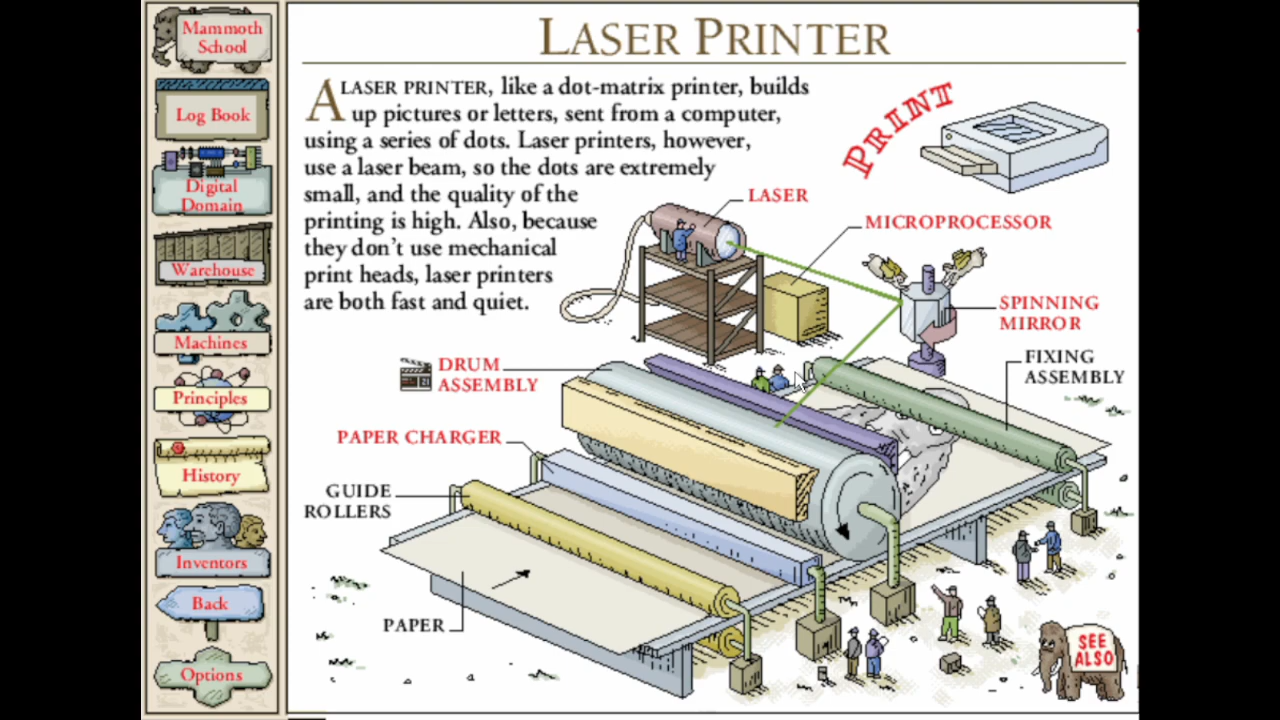 Mammoth
School
Log Book
Digital
Domain
Warehouse
Machines
Principles
History
Inventors
Back
Options
LASER PRINTER
A LASER PRINTER, like a dot-matrix printer, builds
up pictures or letters, sent from a computer,
using a series of dots. Laser printers, however,
use a laser beam, so the dots are extremely
small, and the quality of the
printing is high. Also, because
they don't use mechanical
print heads, laser printers
are both fast and quiet.
PRINT
LASER
MICROPROCESSOR
SPINNING
MIRROR
FIXING
ASSEMBLY
DRUM
ASSEMBLY
PAPER CHARGER
GUIDE
ROLLERS
PAPER
SEE
ALSO